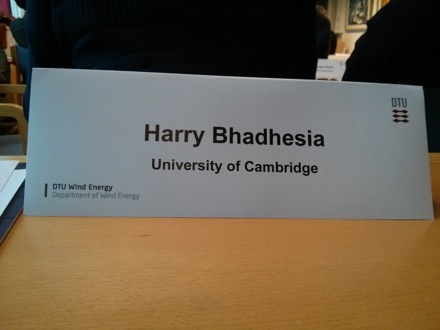 DTU
Harry Bhadhesia
University of Cambridge
DTU Wind Energy
Department of Wind Energy